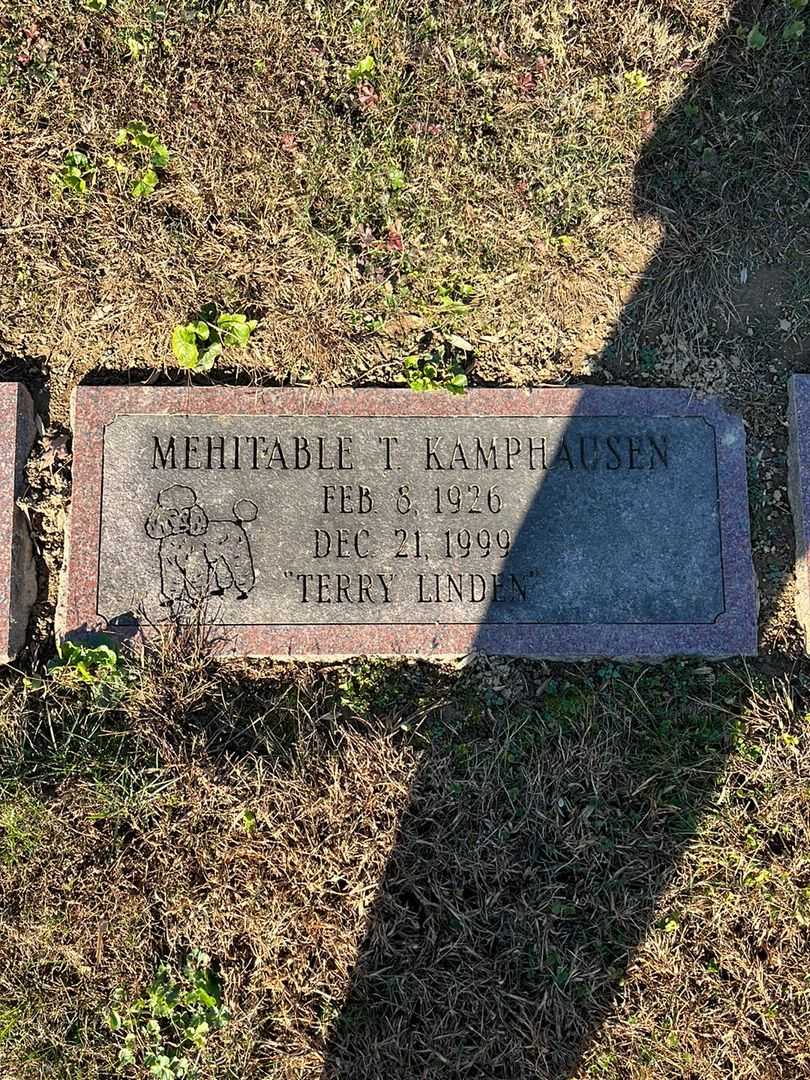 MEHITABLE T. KAMPHAUSEN
FEB 8, 1926
DEC 21, 1999
"TERRY LINDEN"